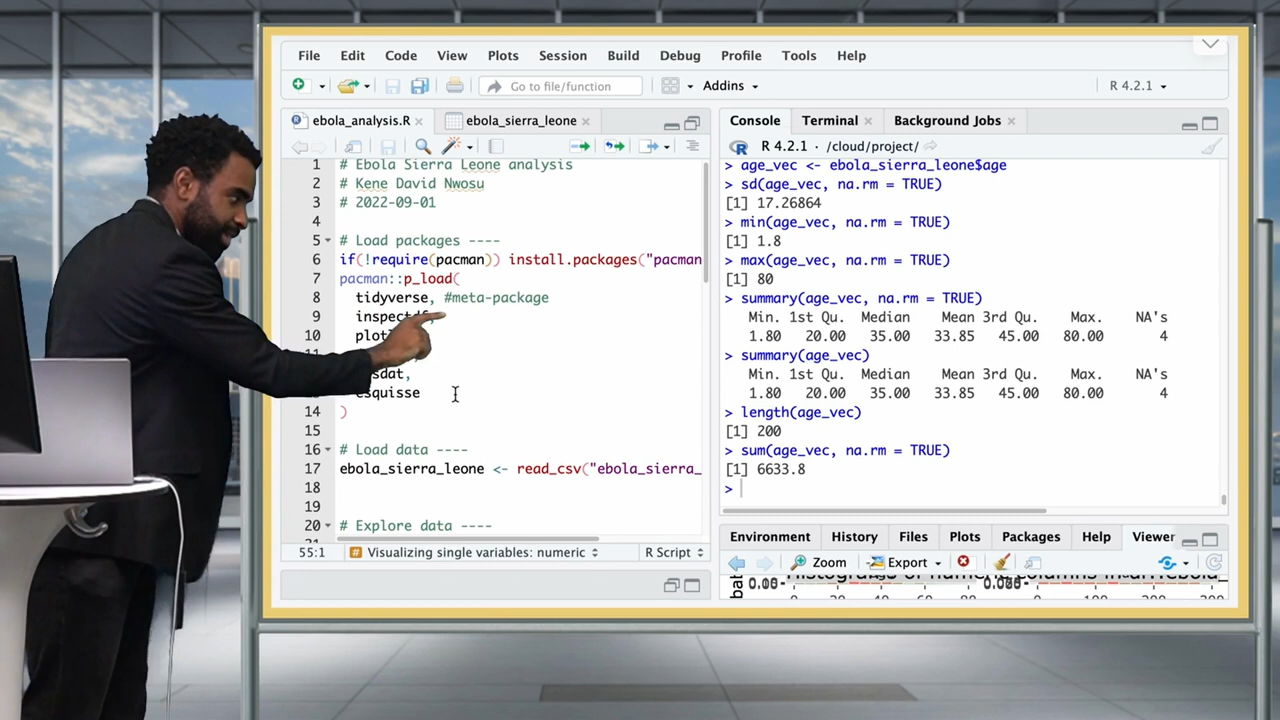 File Edit Code View Plots Session Build Debug Profile Tools Help
Go to file/function Addins R 4.2.1
ebola_analysis.R ebola_sierra_leone
1 # Ebola Sierra Leone analysis
2 # Kene David Nwosu
3 # 2022-09-01
4
5 # Load packages ----
6 if(!require(pacman)) install.packages("pacman
7 pacman::p_load(
8 tidyverse, #meta-package
9
10
14 )
esquisse
15
16 # Load data ----
17 ebola_sierra_leone <- read_csv("ebola_sierra_
18
19
20 # Explore data ----
55:1 # Visualizing single variables: numeric R Script
Console Terminal Background Jobs
R 4.2.1 · /cloud/project/
> age_vec <- ebola_sierra_leone$age
> sd(age_vec, na.rm = TRUE)
[1] 17.26864
> min(age_vec, na.rm = TRUE)
[1] 1.8
> max(age_vec, na.rm = TRUE)
[1] 80
> summary(age_vec, na.rm = TRUE)
Min. 1st Qu. Median Mean 3rd Qu. Max. NA's
1.80 20.00 35.00 33.85 45.00 80.00 4
> summary(age_vec)
Min. 1st Qu. Median Mean 3rd Qu. Max. NA's
1.80 20.00 35.00 33.85 45.00 80.00 4
> length(age_vec)
[1] 200
> sum(age_vec, na.rm = TRUE)
[1] 6633.8
>
Environment History Files Plots Packages Help Viewer
Zoom Export